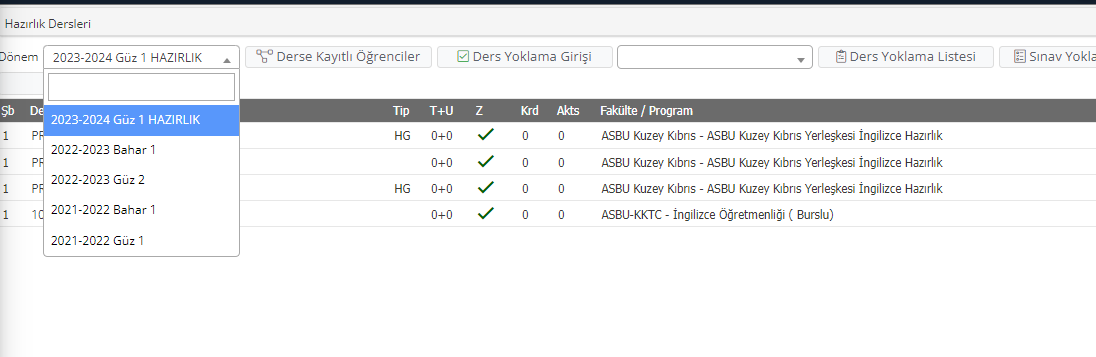 Hazırlık Dersleri
Dönem 2023-2024 Güz 1 HAZIRLIK Derse Kayıtlı Öğrenciler Ders Yoklama Girişi Ders Yoklama Listesi Sınav Yokla
Şb De Tip T+U Z Krd Akts Fakülte / Program
2023-2024 Güz 1 HAZIRLIK
1 PR HG 0+0 0 0 ASBU Kuzey Kıbrıs - ASBU Kuzey Kıbrıs Yerleşkesi İngilizce Hazırlık
2022-2023 Bahar 1
1 PR 0+0 0 0 ASBU Kuzey Kıbrıs - ASBU Kuzey Kıbrıs Yerleşkesi İngilizce Hazırlık
2022-2023 Güz 2
1 PR HG 0+0 0 0 ASBU Kuzey Kıbrıs - ASBU Kuzey Kıbrıs Yerleşkesi İngilizce Hazırlık
2021-2022 Bahar 1
1 10 0+0 0 0 ASBU-KKTC - İngilizce Öğretmenliği ( Burslu)
2021-2022 Güz 1